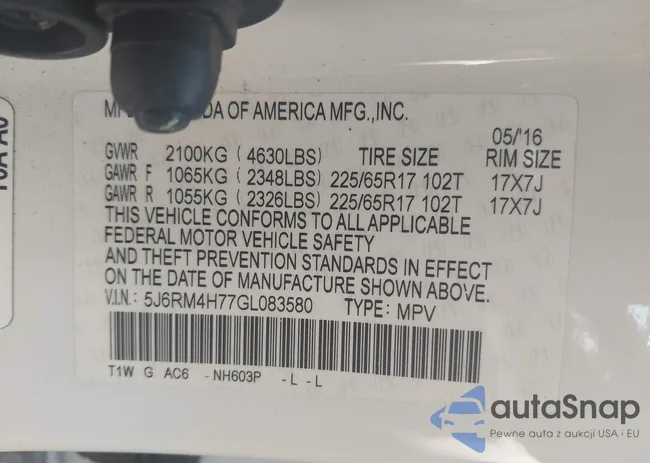 DA OF AMERICA MFG.,INC.
05/'16
GVWR 2100KG ( 4630LBS) TIRE SIZE RIM SIZE
GAWR F 1065KG ( 2348LBS) 225/65R17 102T 17X7J
GAWR R 1055KG ( 2326LBS) 225/65R17 102T 17X7J
THIS VEHICLE CONFORMS TO ALL APPLICABLE
FEDERAL MOTOR VEHICLE SAFETY
AND THEFT PREVENTION STANDARDS IN EFFECT
ON THE DATE OF MANUFACTURE SHOWN ABOVE.
V.I.N.: 5J6RM4H77GL083580 TYPE: MPV
T1W G AC6 -NH603P -L -L
autaSnap
Pewne auta z aukcji USA i EU